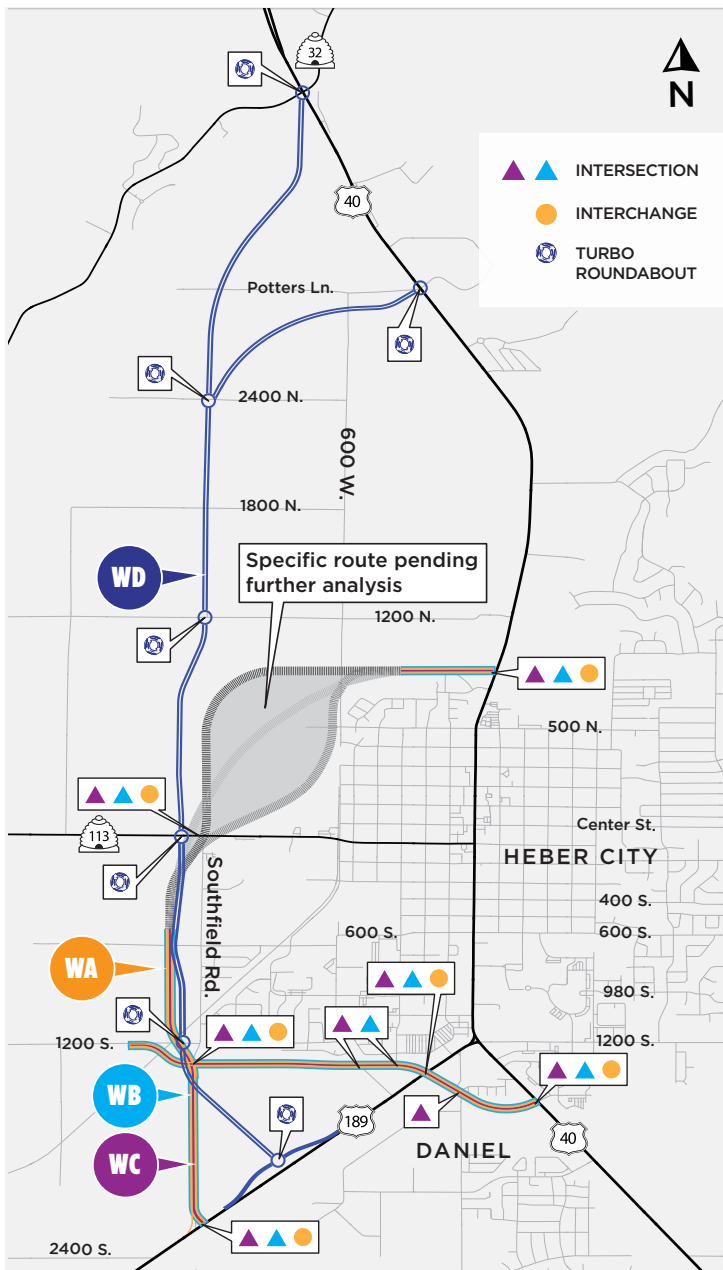 32
N
INTERSECTION
INTERCHANGE
TURBO
ROUNDABOUT
40
Potters Ln.
2400 N.
600 W.
1800 N.
Specific route pending
further analysis
WD
1200 N.
500 N.
Center St.
113
HEBER CITY
Southfield Rd.
400 S.
600 S.
600 S.
WA
980 S.
1200 S.
1200 S.
WB
189
40
DANIEL
WC
2400 S.